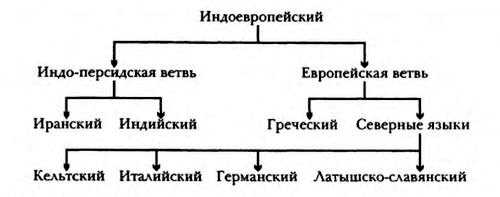 Индоевропейский
Индо-персидская ветвь Европейская ветвь
Иранский Индийский Греческий Северные языки
Кельтский Италийский Германский Латышско-славянский